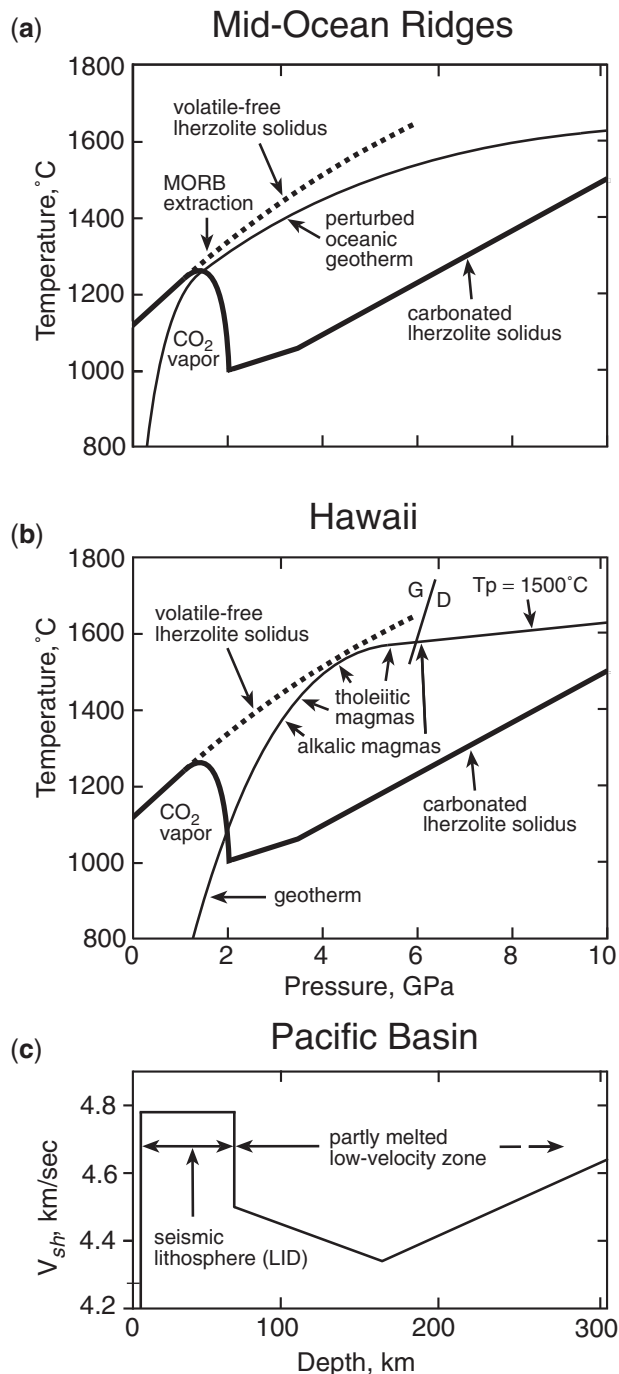 (a)
Mid-Ocean Ridges
1800
1600
1400
1200
1000
800
Temperature,˚C
volatile-free
lherzolite solidus
MORB
extraction
perturbed
oceanic
geotherm
CO2
vapor
carbonated
lherzolite solidus
(b)
Hawaii
1800
1600
1400
1200
1000
800
Temperature,˚C
G
D
Tp = 1500˚C
volatile-free
lherzolite solidus
tholeiitic
magmas
alkalic magmas
CO2
vapor
carbonated
lherzolite solidus
geotherm
0
2
4
6
8
10
Pressure, GPa
(c)
Pacific Basin
4.8
4.6
4.4
4.2
Vsh, km/sec
partly melted
low-velocity zone
seismic
lithosphere (LID)
0
100
200
300
Depth, km